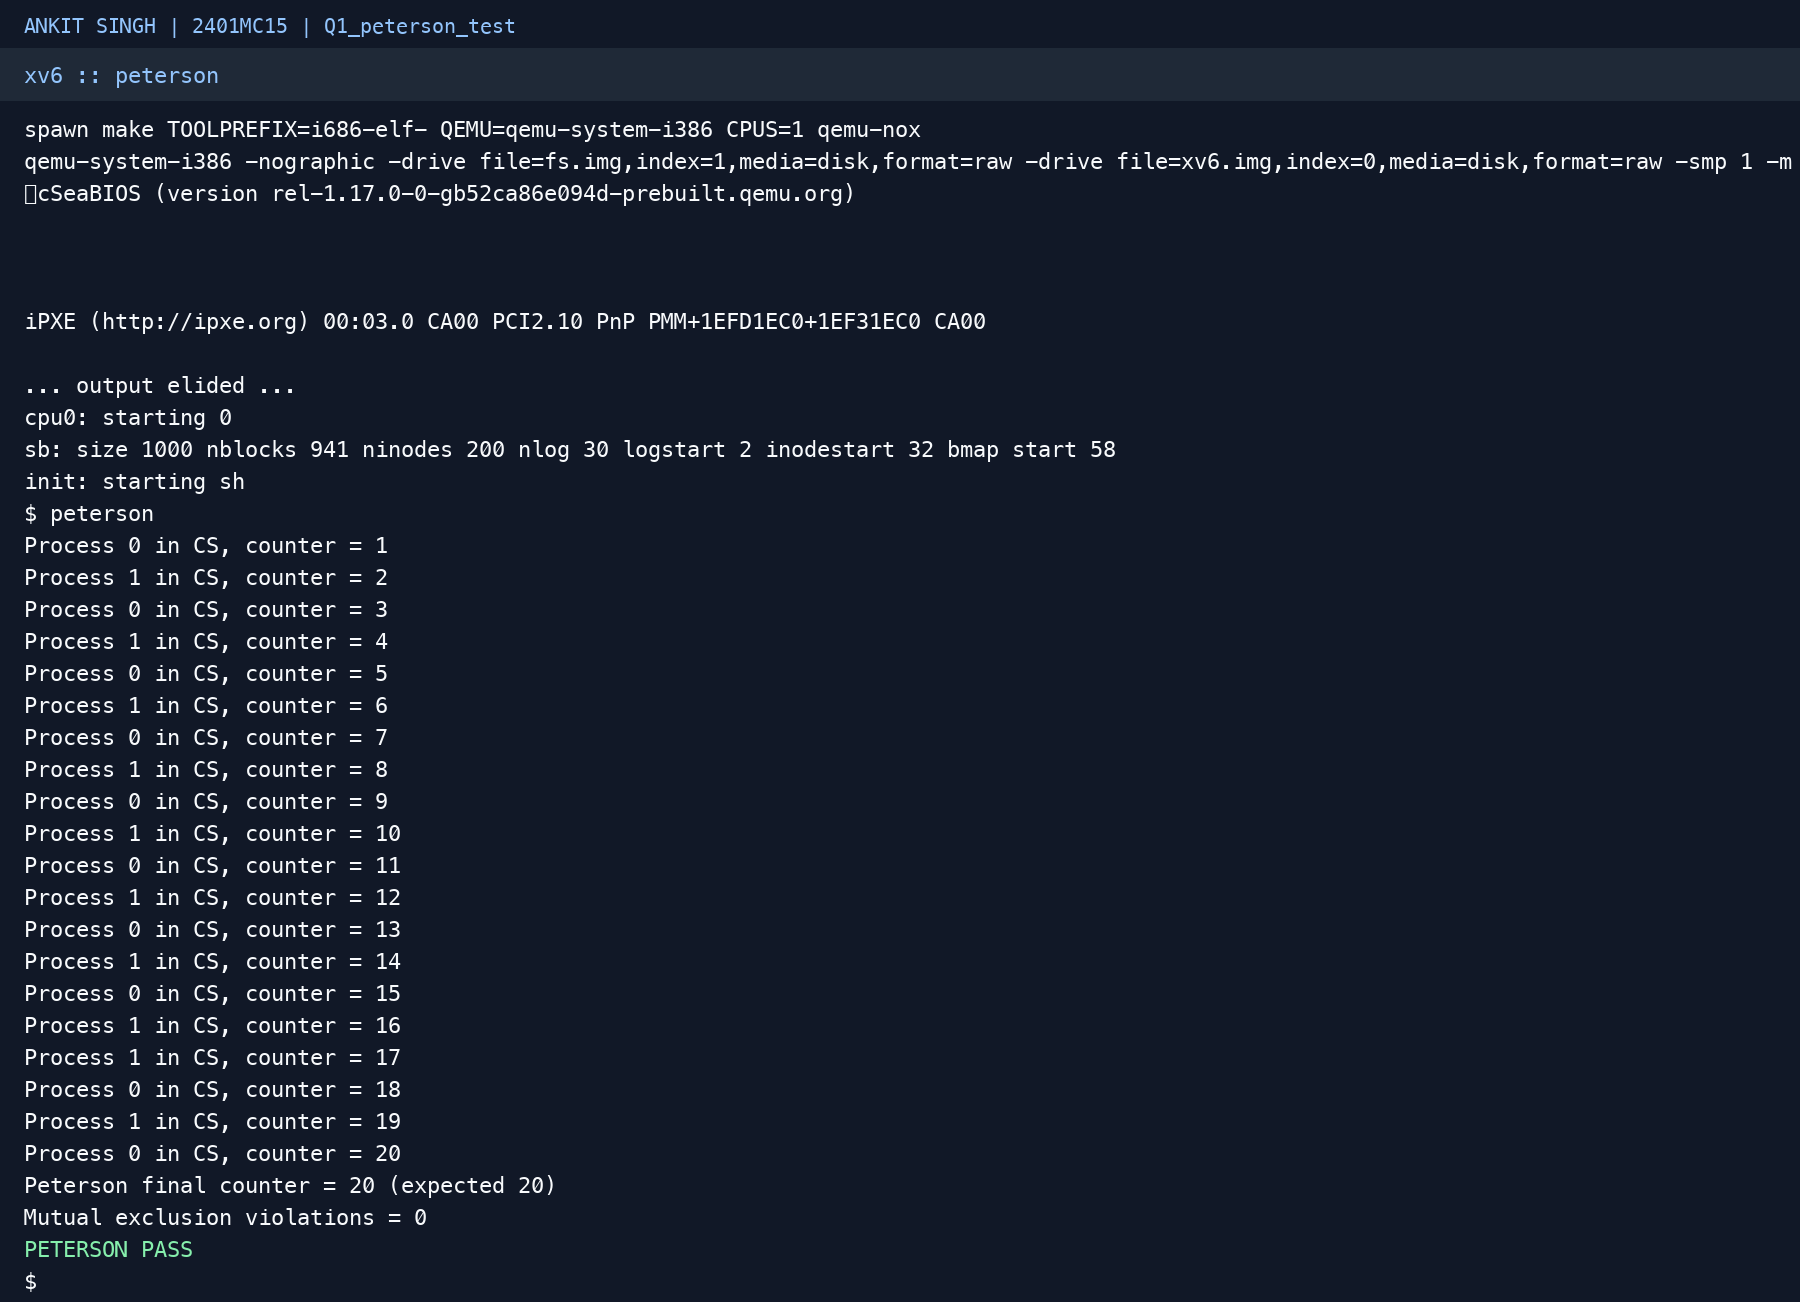 ANKIT SINGH | 2401MC15 | Q1_peterson_test
xv6 :: peterson
spawn make TOOLPREFIX=i686-elf- QEMU=qemu-system-i386 CPUS=1 qemu-nox
qemu-system-i386 -nographic -drive file=fs.img,index=1,media=disk,format=raw -drive file=xv6.img,index=0,media=disk,format=raw -smp 1 -m
▯cSeaBIOS (version rel-1.17.0-0-gb52ca86e094d-prebuilt.qemu.org)
iPXE (http://ipxe.org) 00:03.0 CA00 PCI2.10 PnP PMM+1EFD1EC0+1EF31EC0 CA00
... output elided ...
cpu0: starting 0
sb: size 1000 nblocks 941 ninodes 200 nlog 30 logstart 2 inodestart 32 bmap start 58
init: starting sh
$ peterson
Process 0 in CS, counter = 1
Process 1 in CS, counter = 2
Process 0 in CS, counter = 3
Process 1 in CS, counter = 4
Process 0 in CS, counter = 5
Process 1 in CS, counter = 6
Process 0 in CS, counter = 7
Process 1 in CS, counter = 8
Process 0 in CS, counter = 9
Process 1 in CS, counter = 10
Process 0 in CS, counter = 11
Process 1 in CS, counter = 12
Process 0 in CS, counter = 13
Process 1 in CS, counter = 14
Process 0 in CS, counter = 15
Process 1 in CS, counter = 16
Process 1 in CS, counter = 17
Process 0 in CS, counter = 18
Process 1 in CS, counter = 19
Process 0 in CS, counter = 20
Peterson final counter = 20 (expected 20)
Mutual exclusion violations = 0
PETERSON PASS
$